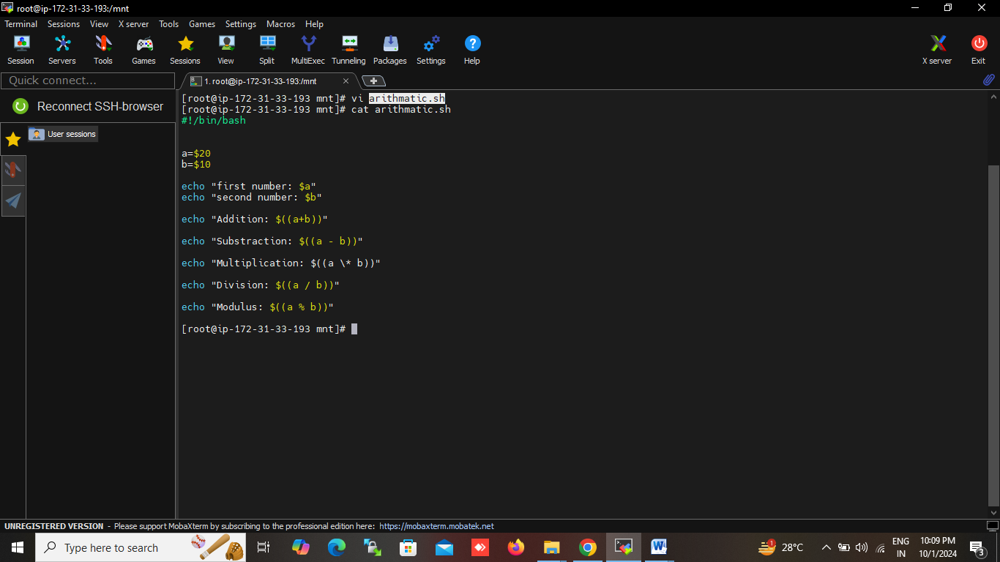 root@ip-172-31-33-193:/mnt
Terminal Sessions View X server Tools Games Settings Macros Help
Session Servers Tools Games Sessions View Split MultiExec Tunneling Packages Settings Help X server Exit
Quick connect...
1. root@ip-172-31-33-193:/mnt
Reconnect SSH-browser
User sessions
[root@ip-172-31-33-193 mnt]# vi arithmatic.sh
[root@ip-172-31-33-193 mnt]# cat arithmatic.sh
#!/bin/bash
a=$20
b=$10
echo "first number: $a"
echo "second number: $b"
echo "Addition: $((a+b))"
echo "Substraction: $((a - b))"
echo "Multiplication: $((a \* b))"
echo "Division: $((a / b))"
echo "Modulus: $((a % b))"
[root@ip-172-31-33-193 mnt]#
UNREGISTERED VERSION - Please support MobaXterm by subscribing to the professional edition here: https://mobaxterm.mobatek.net
Type here to search
1
28°C
ENG
IN
10:09 PM
10/1/2024
3